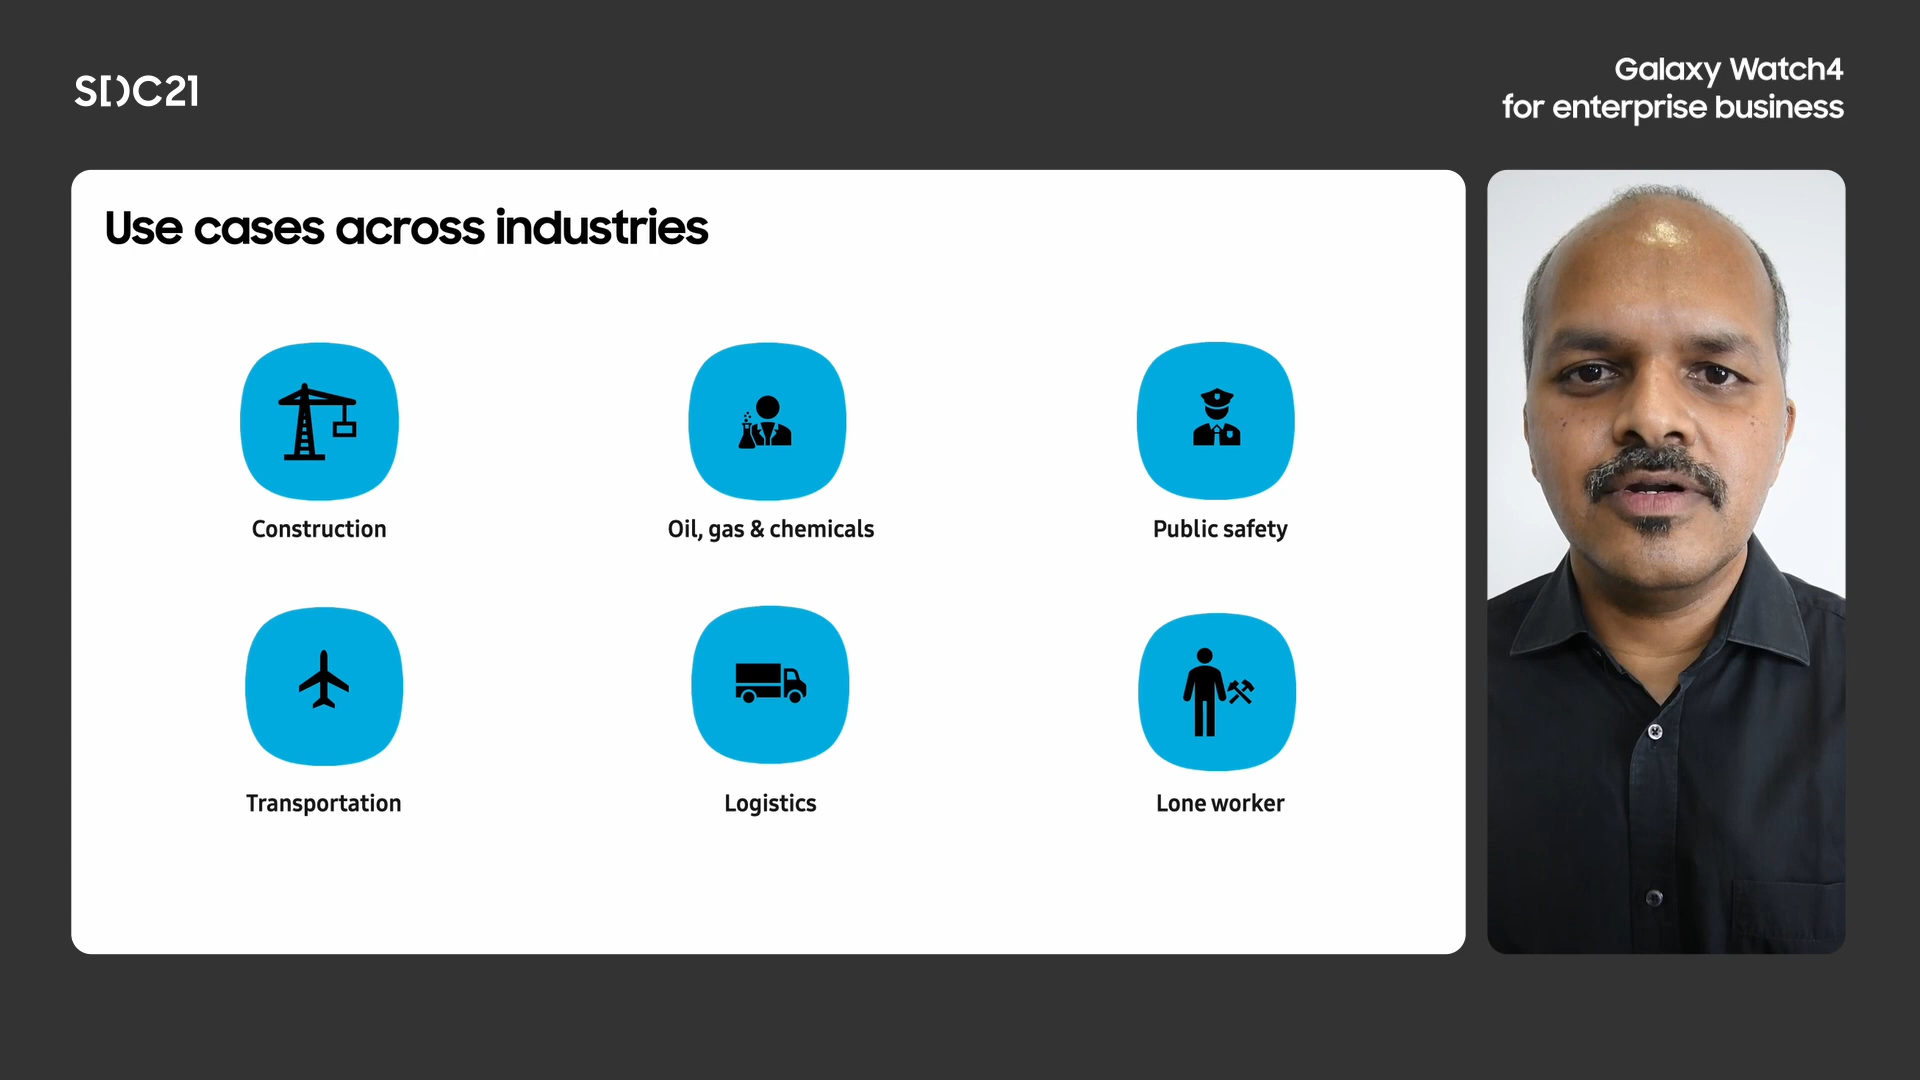 SDC21
Galaxy Watch4
for enterprise business
Use cases across industries
Construction
Oil, gas & chemicals
Public safety
Transportation
Logistics
Lone worker